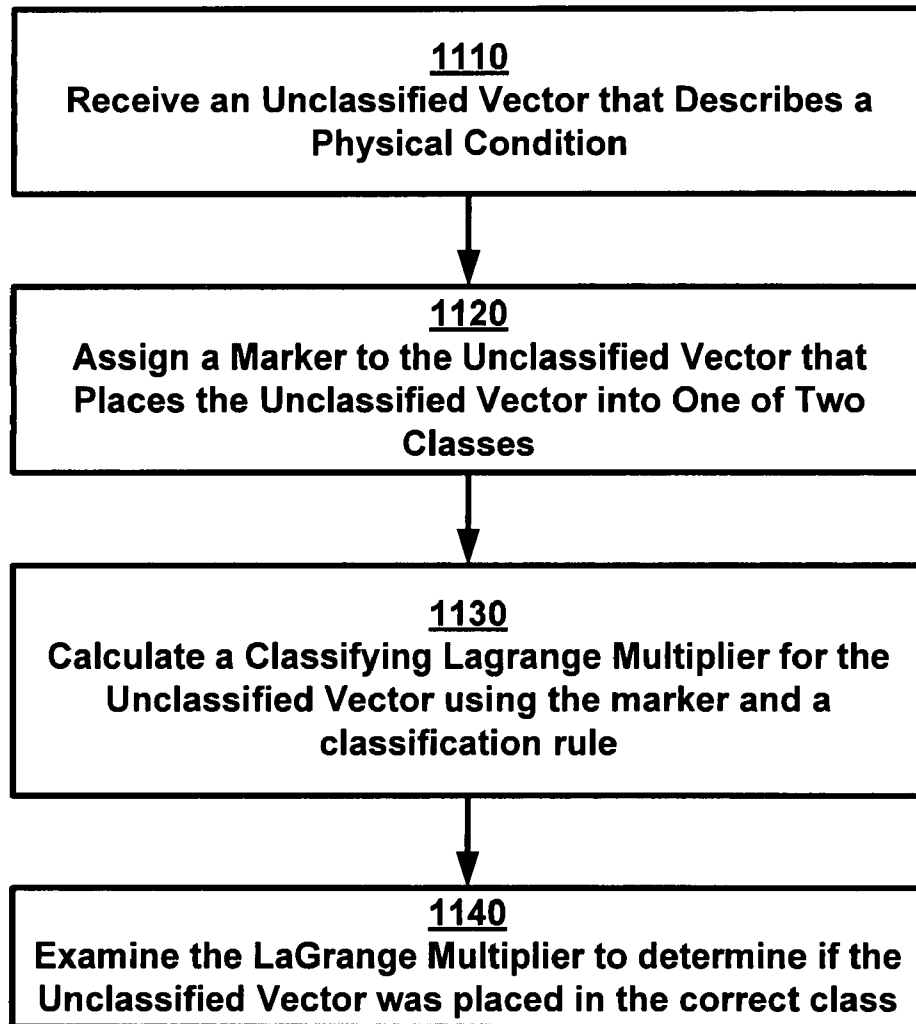 1110
Receive an Unclassified Vector that Describes a
Physical Condition
1120
Assign a Marker to the Unclassified Vector that
Places the Unclassified Vector into One of Two
Classes
1130
Calculate a Classifying Lagrange Multiplier for the
Unclassified Vector using the marker and a
classification rule
1140
Examine the LaGrange Multiplier to determine if the
Unclassified Vector was placed in the correct class